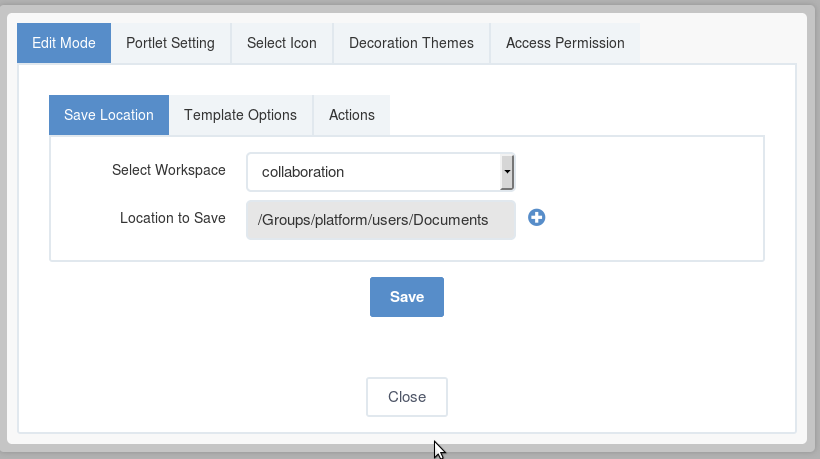 Edit Mode Portlet Setting Select Icon Decoration Themes Access Permission
Save Location Template Options Actions
Select Workspace collaboration
Location to Save /Groups/platform/users/Documents
Save
Close